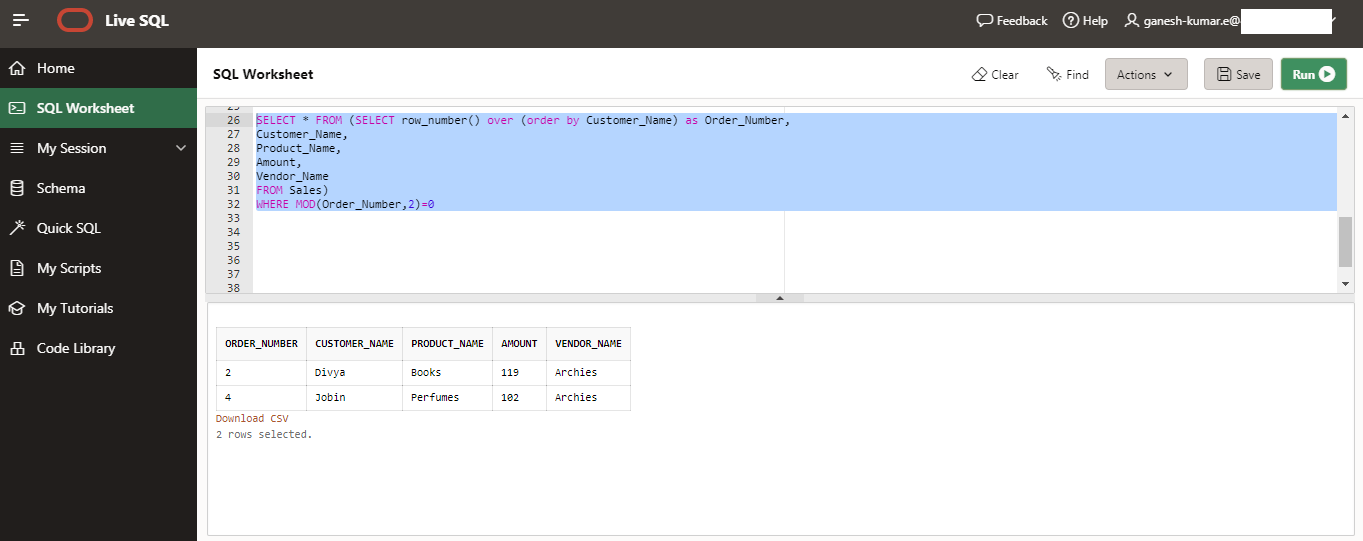 Live SQL
Feedback
Help
ganesh-kumar.e@
Home
SQL Worksheet
My Session
Schema
Quick SQL
My Scripts
My Tutorials
Code Library
SQL Worksheet
Clear
Find
Actions
Save
Run
25
26 SELECT * FROM (SELECT row_number() over (order by Customer_Name) as Order_Number,
27 Customer_Name,
28 Product_Name,
29 Amount,
30 Vendor_Name
31 FROM Sales)
32 WHERE MOD(Order_Number,2)=0
33
34
35
36
37
38
ORDER_NUMBER CUSTOMER_NAME PRODUCT_NAME AMOUNT VENDOR_NAME
2 Divya Books 119 Archies
4 Jobin Perfumes 102 Archies
Download CSV
2 rows selected.